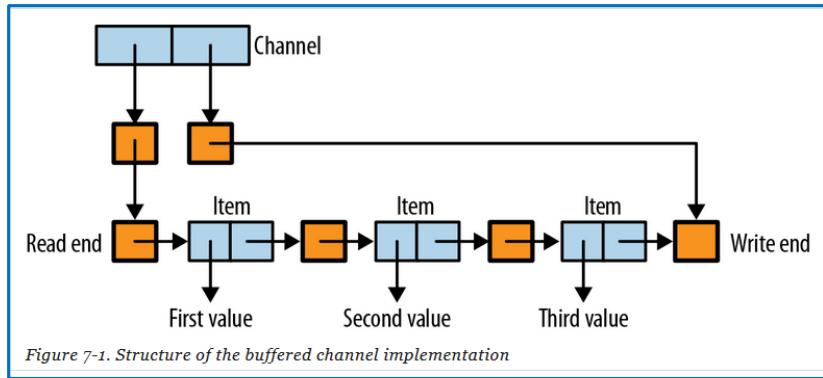 Channel
Item
Item
Item
Read end
Write end
First value
Second value
Third value
Figure 7-1. Structure of the buffered channel implementation